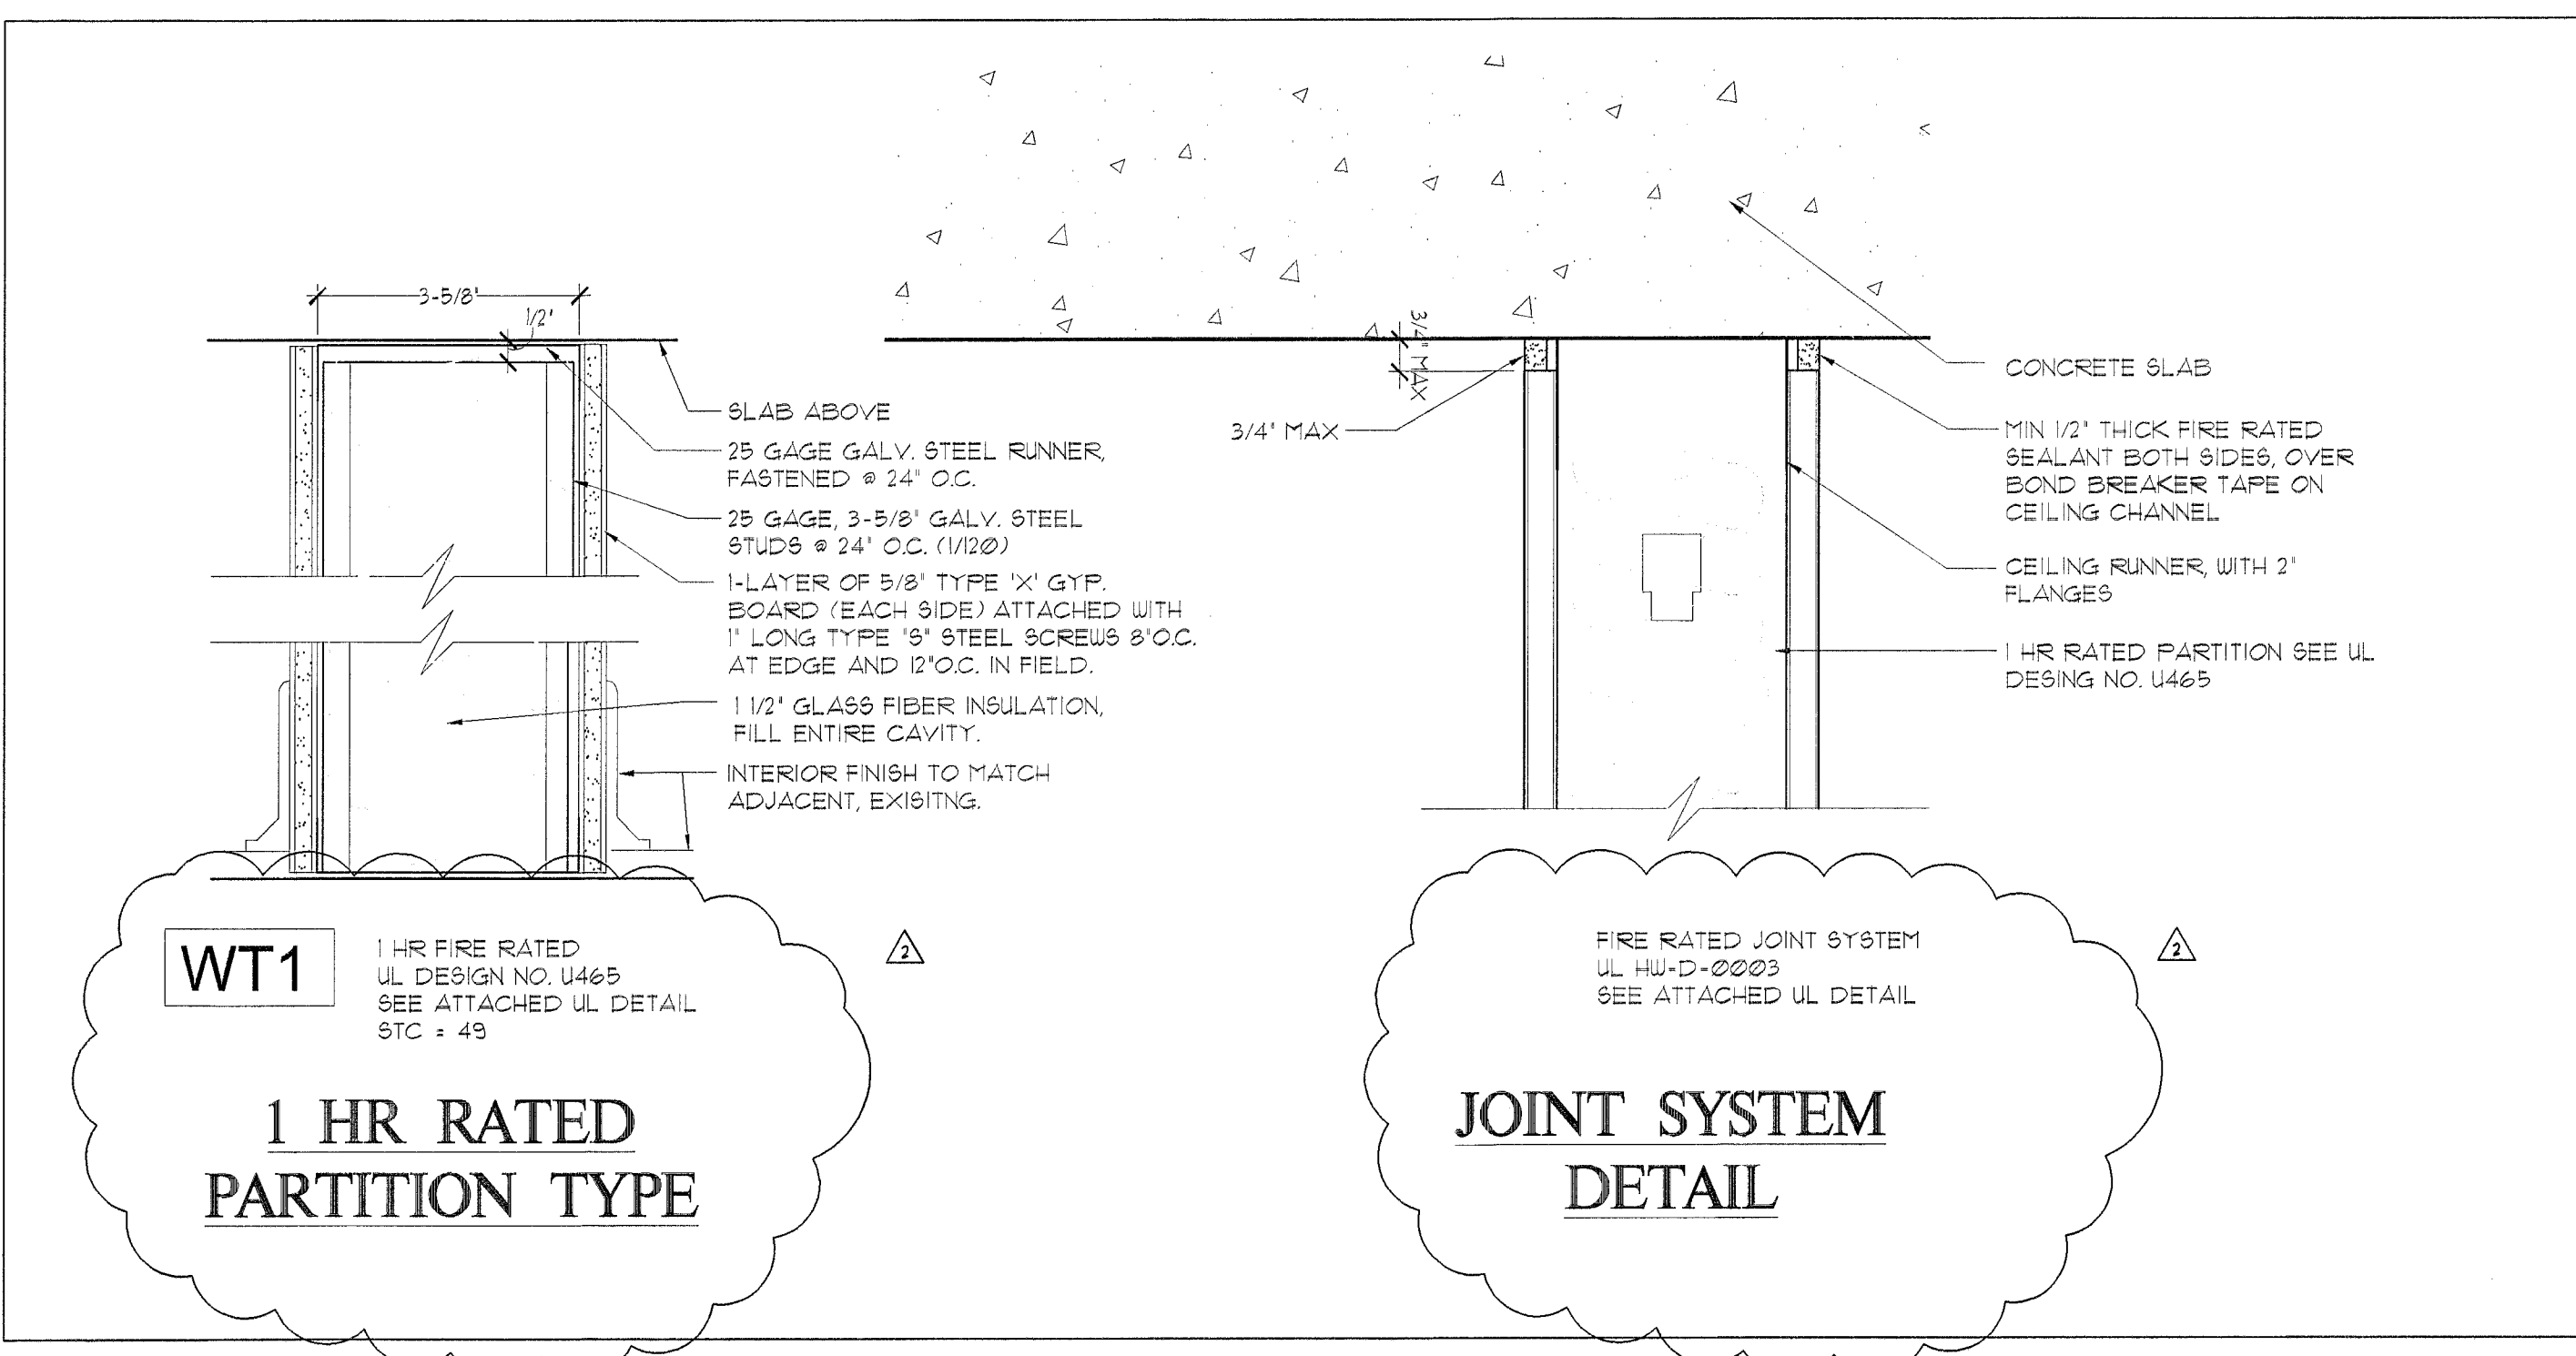 3-5/8"
1/2"
SLAB ABOVE
25 GAGE GALV. STEEL RUNNER,
FASTENED @ 24" O.C.
25 GAGE, 3-5/8" GALV. STEEL
STUDS @ 24" O.C. (1/120)
1-LAYER OF 5/8" TYPE 'X' GYP.
BOARD (EACH SIDE) ATTACHED WITH
1" LONG TYPE "S" STEEL SCREWS 8"O.C.
AT EDGE AND 12"O.C. IN FIELD.
1 1/2" GLASS FIBER INSULATION,
FILL ENTIRE CAVITY.
INTERIOR FINISH TO MATCH
ADJACENT, EXISITNG.
WT1
1 HR FIRE RATED
UL DESIGN NO. U465
SEE ATTACHED UL DETAIL
STC = 49
2
1 HR RATED
PARTITION TYPE
3/4" MAX
3/4" MAX
CONCRETE SLAB
MIN 1/2" THICK FIRE RATED
SEALANT BOTH SIDES, OVER
BOND BREAKER TAPE ON
CEILING CHANNEL
CEILING RUNNER, WITH 2"
FLANGES
1 HR RATED PARTITION SEE UL
DESING NO. U465
FIRE RATED JOINT SYSTEM
UL HW-D-0003
SEE ATTACHED UL DETAIL
2
JOINT SYSTEM
DETAIL